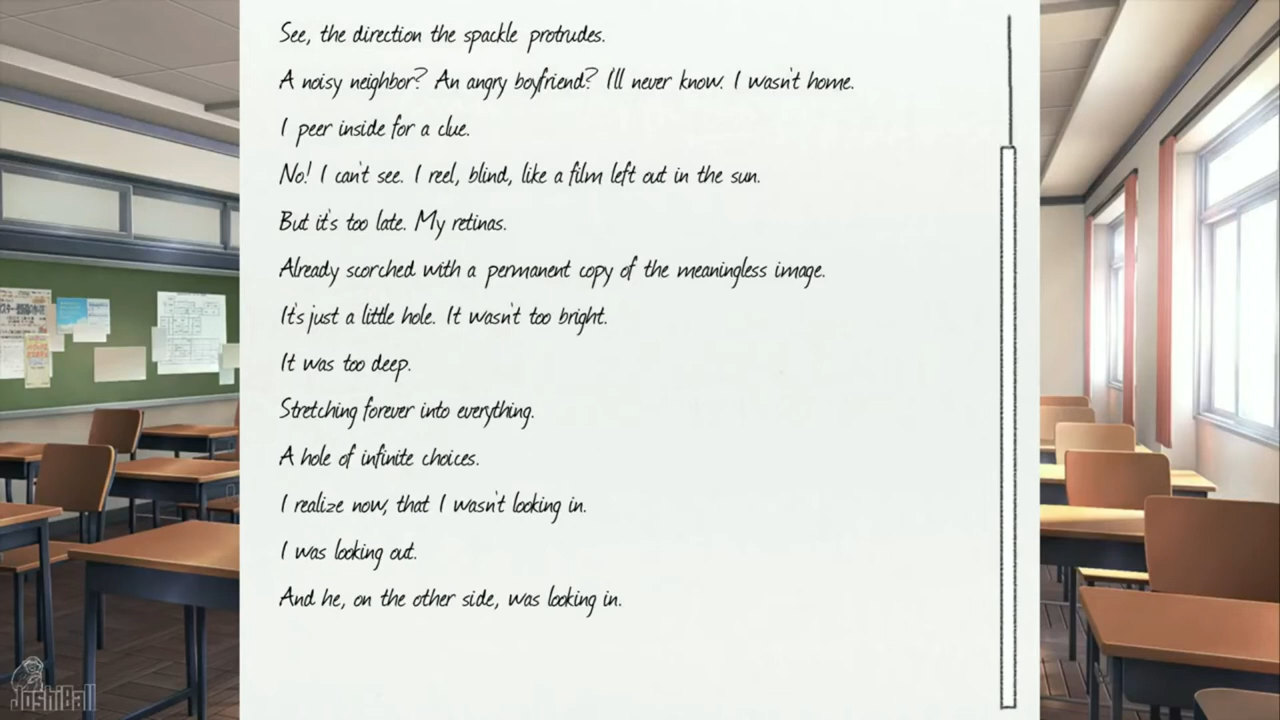 See, the direction the spackle protrudes.
A noisy neighbor? An angry boyfriend? I'll never know. I wasn't home.
I peer inside for a clue.
No! I can't see. I reel, blind, like a film left out in the sun.
But it's too late. My retinas.
Already scorched with a permanent copy of the meaningless image.
It's just a little hole. It wasn't too bright.
It was too deep.
Stretching forever into everything.
A hole of infinite choices.
I realize now, that I wasn't looking in.
I was looking out.
And he, on the other side, was looking in.
JoshiBall